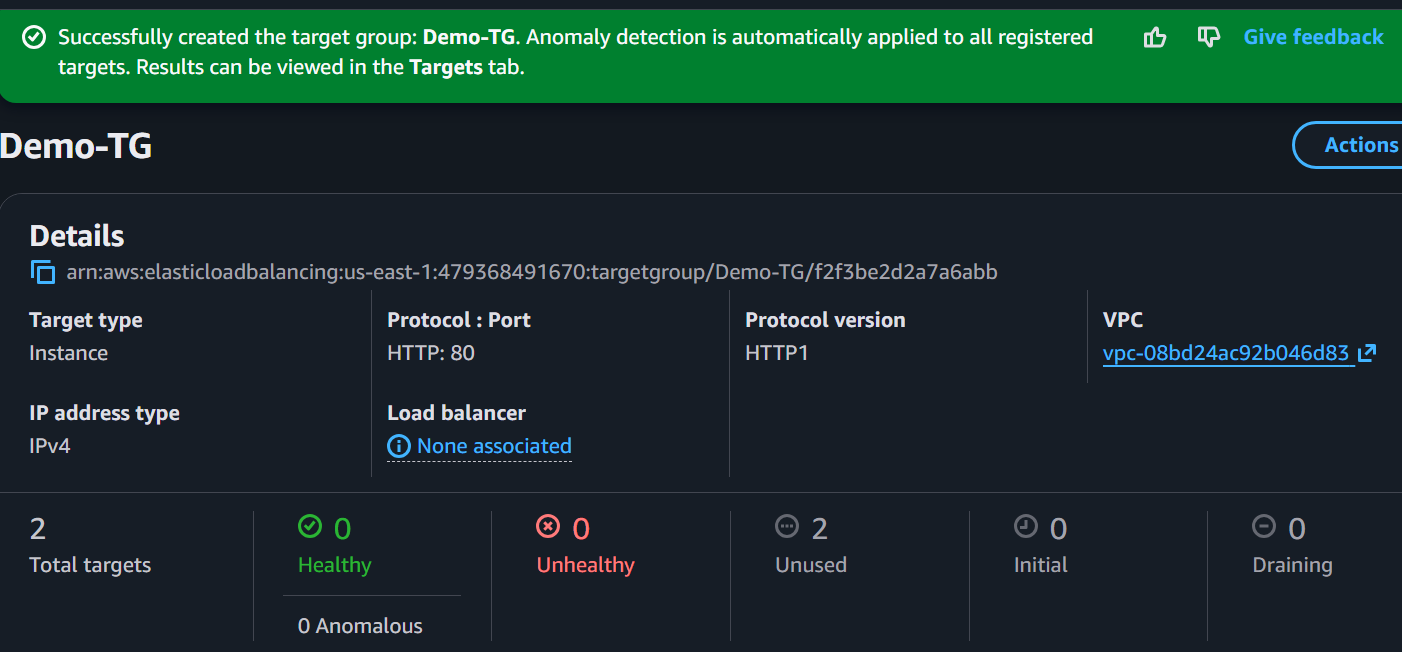 Successfully created the target group: Demo-TG. Anomaly detection is automatically applied to all registered
targets. Results can be viewed in the Targets tab.
Give feedback
Demo-TG
Actions
Details
arn:aws:elasticloadbalancing:us-east-1:479368491670:targetgroup/Demo-TG/f2f3be2d2a7a6abb
Target type
Instance
Protocol : Port
HTTP: 80
Protocol version
HTTP1
VPC
vpc-08bd24ac92b046d83
IP address type
IPv4
Load balancer
None associated
2
Total targets
0
Healthy
0 Anomalous
0
Unhealthy
2
Unused
0
Initial
0
Draining